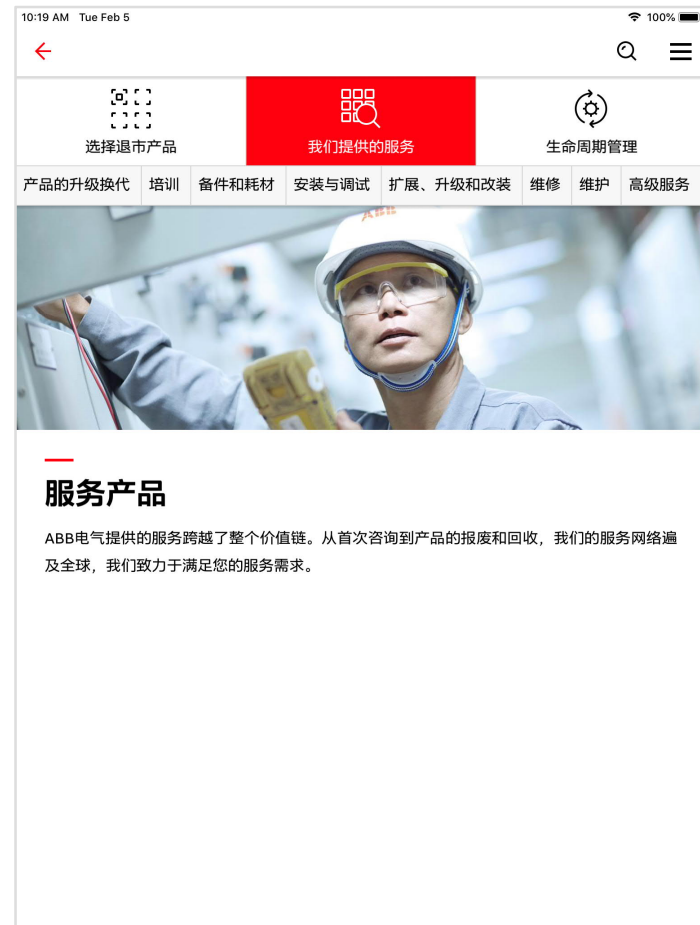 10:19 AM Tue Feb 5 100%
选择退市产品 我们提供的服务 生命周期管理
产品的升级换代 培训 备件和耗材 安装与调试 扩展、升级和改装 维修 维护 高级服务
ABB
服务产品
ABB电气提供的服务跨越了整个价值链。从首次咨询到产品的报废和回收，我们的服务网络遍
及全球，我们致力于满足您的服务需求。